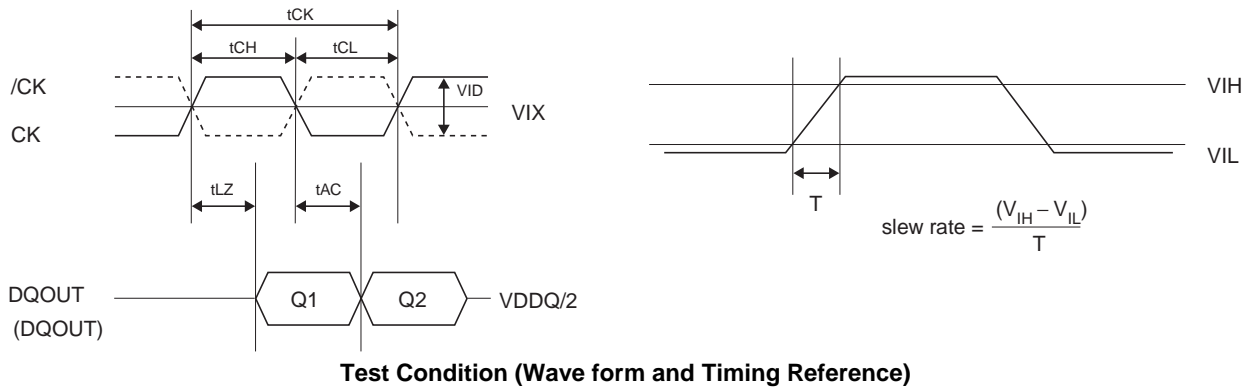 tCK
tCH
tCL
/CK
VID
VIX
CK
tLZ
tAC
DQOUT
(DQOUT)
Q1
Q2
VDDQ/2
VIH
VIL
T
slew rate = (VIH – VIL)
T
Test Condition (Wave form and Timing Reference)